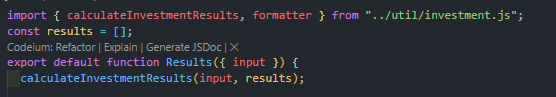 import { calculateInvestmentResults, formatter } from "../util/investment.js";
const results = [];
Codeium: Refactor | Explain | Generate JSDoc | ×
export default function Results({ input }) {
  calculateInvestmentResults(input, results);